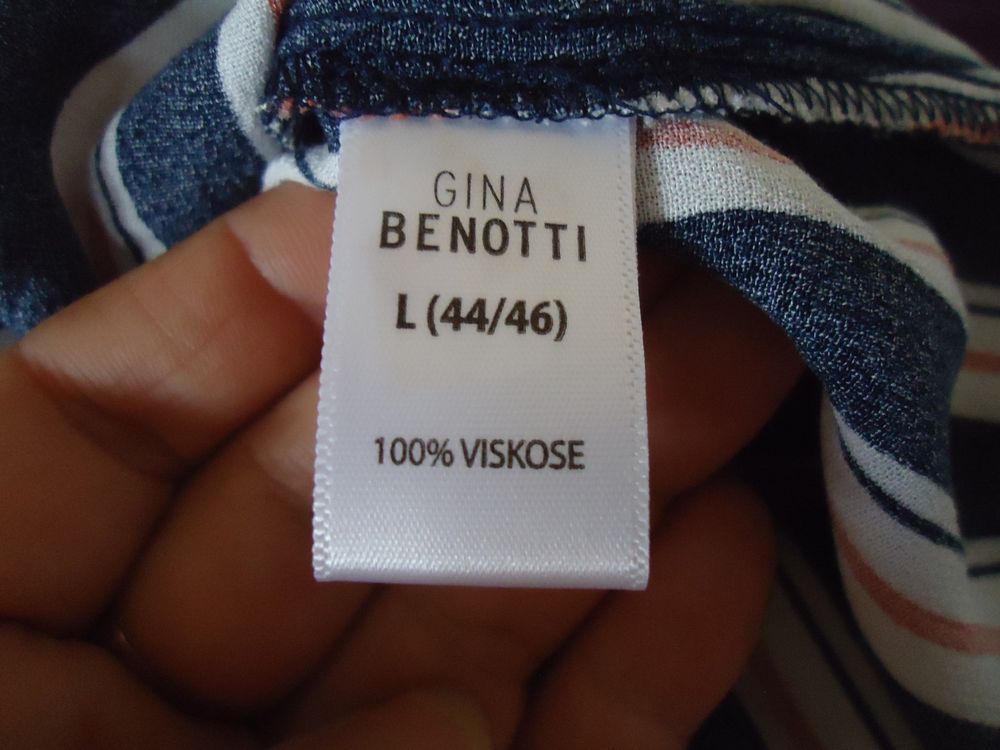 GINA
BENOTTI
L (44/46)
100% VISKOSE